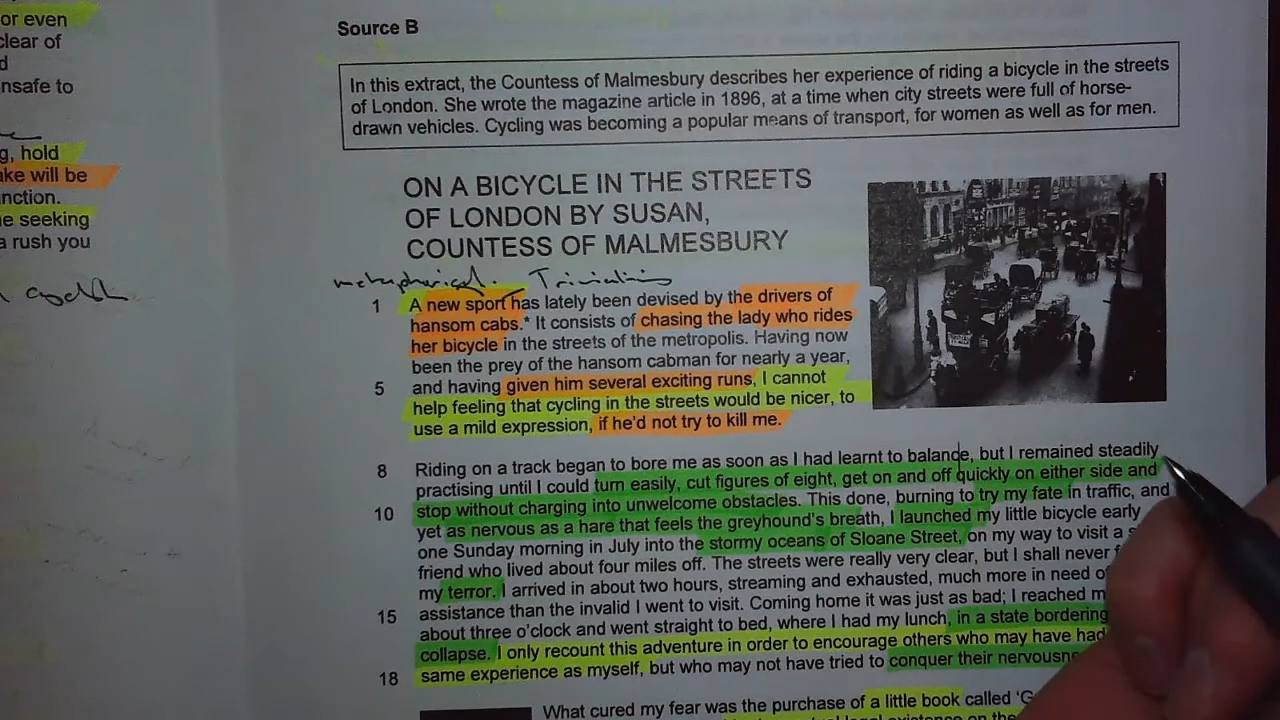 or even
clear of
d
nsafe to
g, hold
ake will be
nction.
e seeking
a rush you
Source B
In this extract, the Countess of Malmesbury describes her experience of riding a bicycle in the streets
of London. She wrote the magazine article in 1896, at a time when city streets were full of horse-
drawn vehicles. Cycling was becoming a popular means of transport, for women as well as for men.
ON A BICYCLE IN THE STREETS
OF LONDON BY SUSAN,
COUNTESS OF MALMESBURY
metaphorical. Trivialising
1 A new sport has lately been devised by the drivers of
hansom cabs.* It consists of chasing the lady who rides
her bicycle in the streets of the metropolis. Having now
been the prey of the hansom cabman for nearly a year,
5 and having given him several exciting runs, I cannot
help feeling that cycling in the streets would be nicer, to
use a mild expression, if he'd not try to kill me.
8 Riding on a track began to bore me as soon as I had learnt to balance, but I remained steadily
practising until I could turn easily, cut figures of eight, get on and off quickly on either side and
10 stop without charging into unwelcome obstacles. This done, burning to try my fate in traffic, and
yet as nervous as a hare that feels the greyhound's breath, I launched my little bicycle early
one Sunday morning in July into the stormy oceans of Sloane Street, on my way to visit a s
friend who lived about four miles off. The streets were really very clear, but I shall never f
my terror. I arrived in about two hours, streaming and exhausted, much more in need o
15 assistance than the invalid I went to visit. Coming home it was just as bad; I reached m
about three o'clock and went straight to bed, where I had my lunch, in a state bordering
collapse. I only recount this adventure in order to encourage others who may have had
18 same experience as myself, but who may not have tried to conquer their nervousne
What cured my fear was the purchase of a little book called 'G